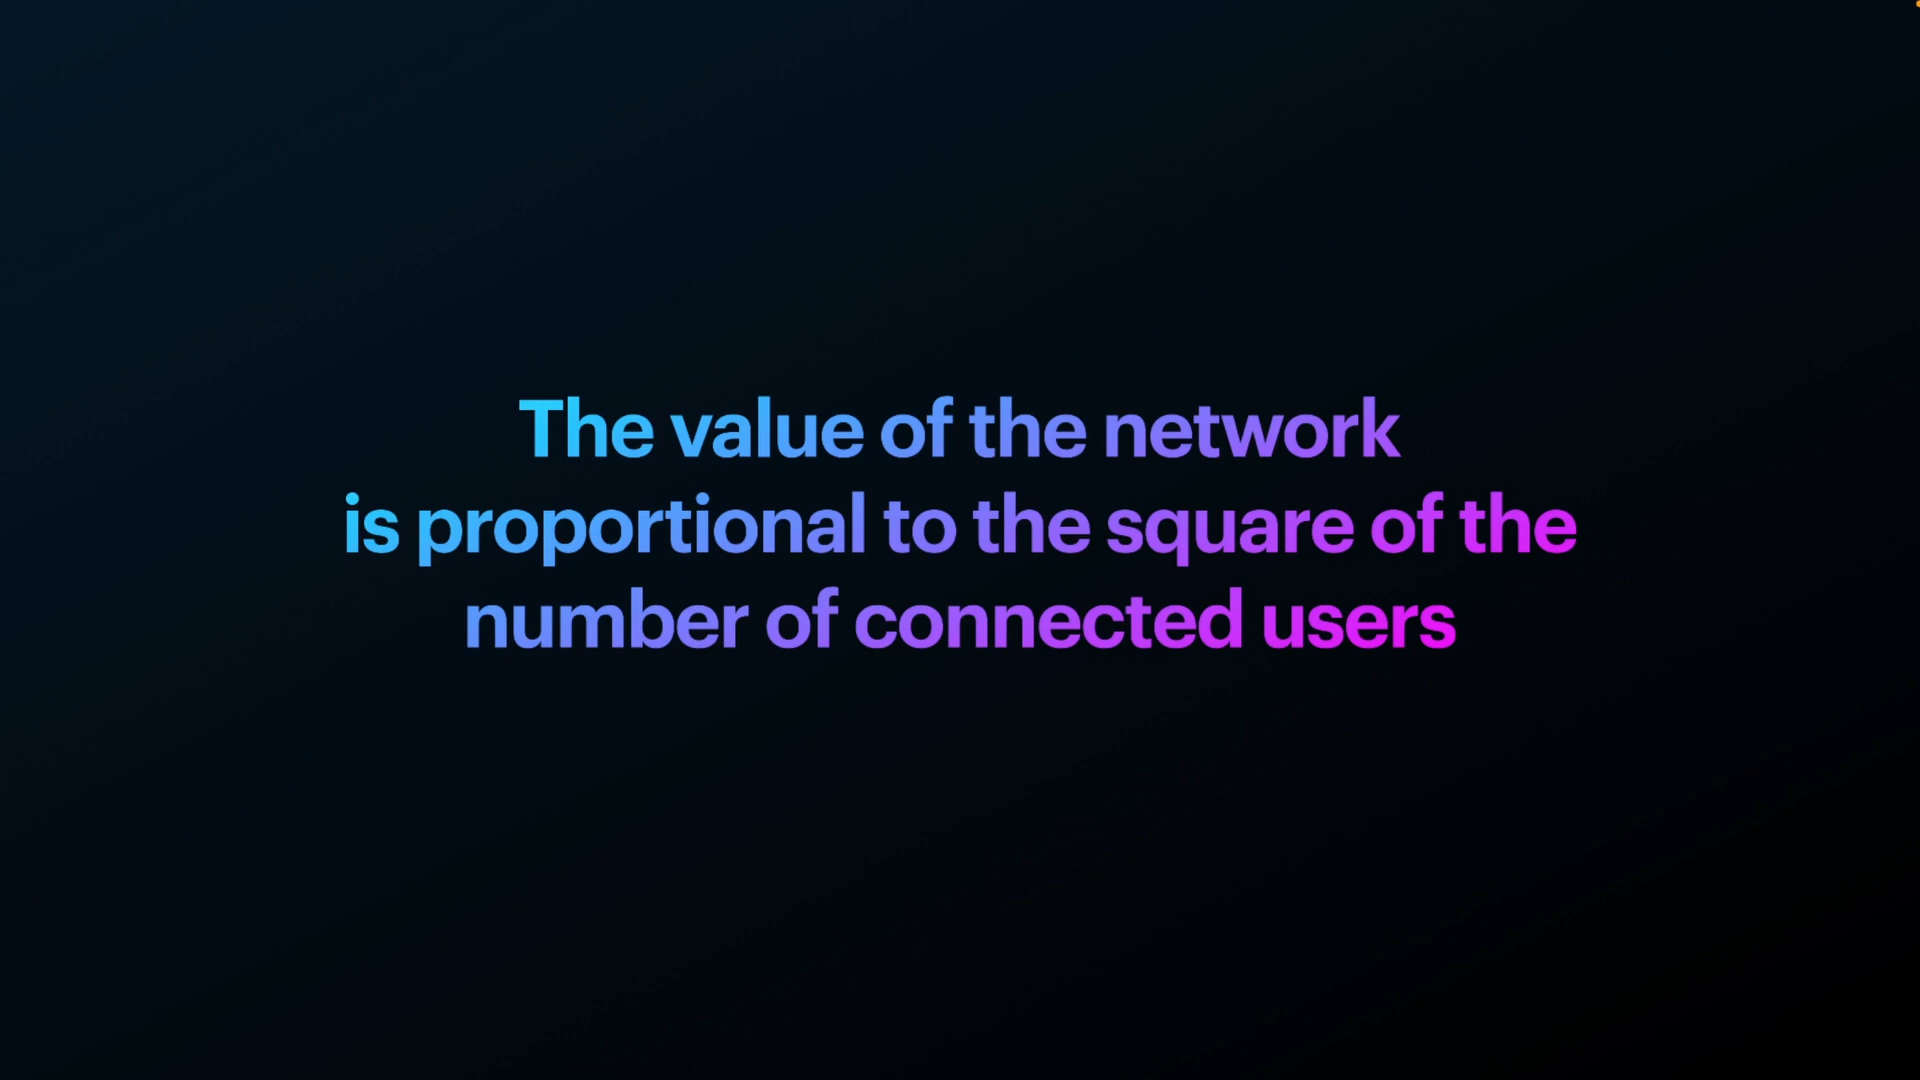 The value of the network
is proportional to the square of the
number of connected users